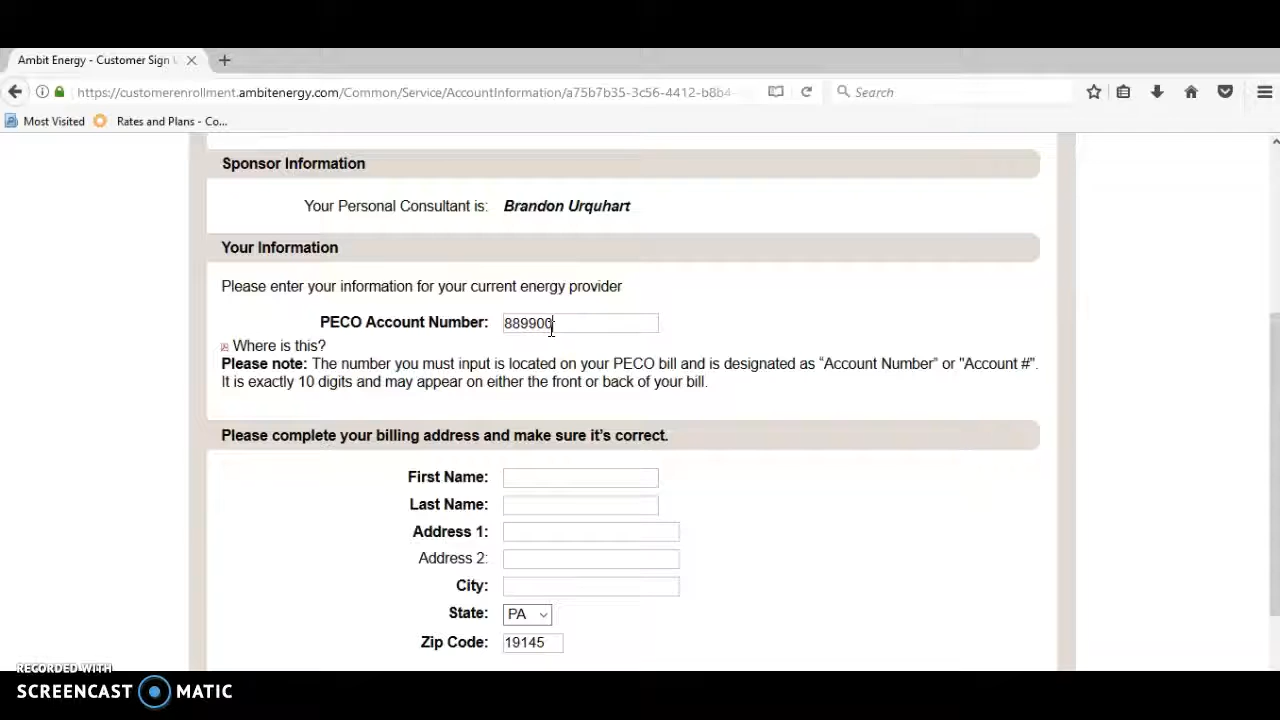 Ambit Energy - Customer Sign U
https://customerenrollment.ambitenergy.com/Common/Service/AccountInformation/a75b7b35-3c56-4412-b8b4-
Search
Most Visited
Rates and Plans - Co...
Sponsor Information
Your Personal Consultant is: Brandon Urquhart
Your Information
Please enter your information for your current energy provider
PECO Account Number: 889900
Where is this?
Please note: The number you must input is located on your PECO bill and is designated as “Account Number” or "Account #".
It is exactly 10 digits and may appear on either the front or back of your bill.
Please complete your billing address and make sure it’s correct.
First Name:
Last Name:
Address 1:
Address 2:
City:
State: PA
Zip Code: 19145
RECORDED WITH
SCREENCAST MATIC